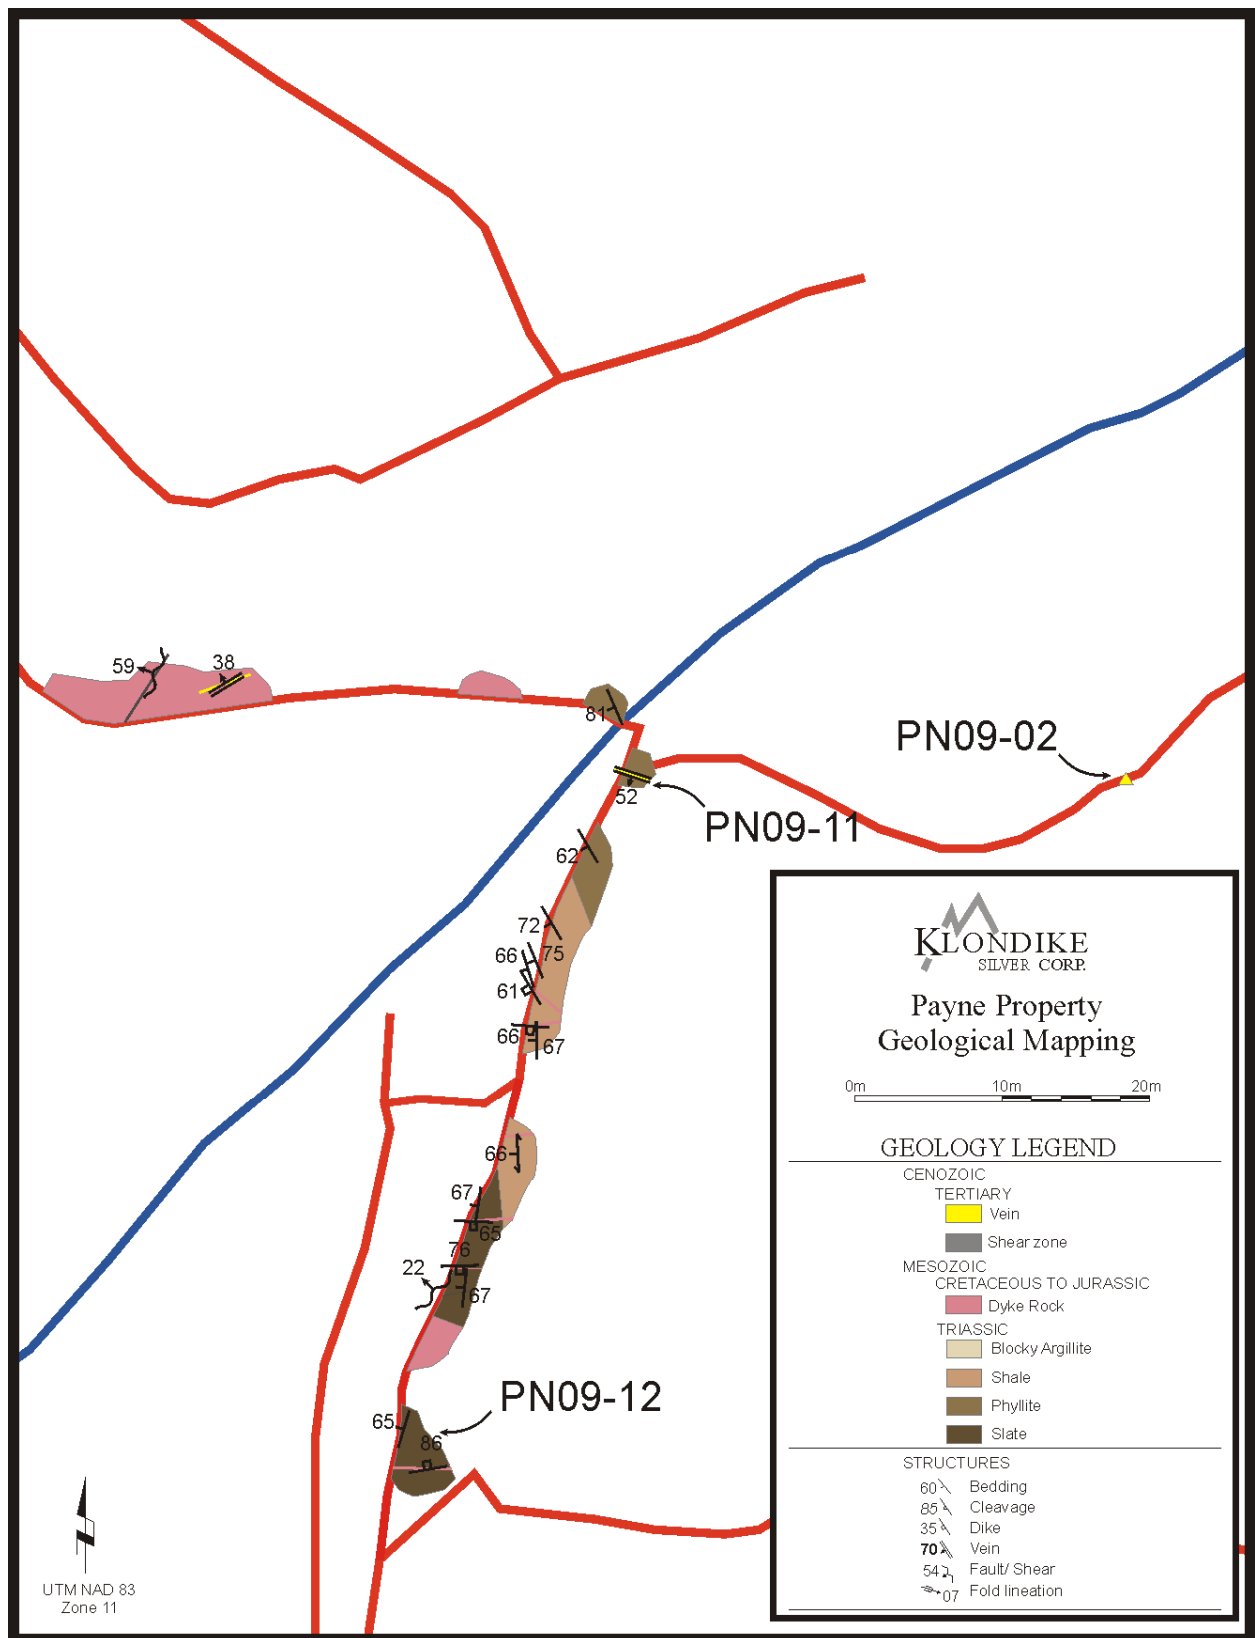 59
38
81
PN09-02
52
PN09-11
62
72
66
75
61
66
67
66
67
65
76
22
67
PN09-12
65
86
UTM NAD 83
Zone 11
KLONDIKE
SILVER CORP.
Payne Property
Geological Mapping
0m 10m 20m
GEOLOGY LEGEND
CENOZOIC
TERTIARY
Vein
Shear zone
MESOZOIC
CRETACEOUS TO JURASSIC
Dyke Rock
TRIASSIC
Blocky Argillite
Shale
Phyllite
Slate
STRUCTURES
60 Bedding
85 Cleavage
35 Dike
70 Vein
54 Fault/ Shear
07 Fold lineation